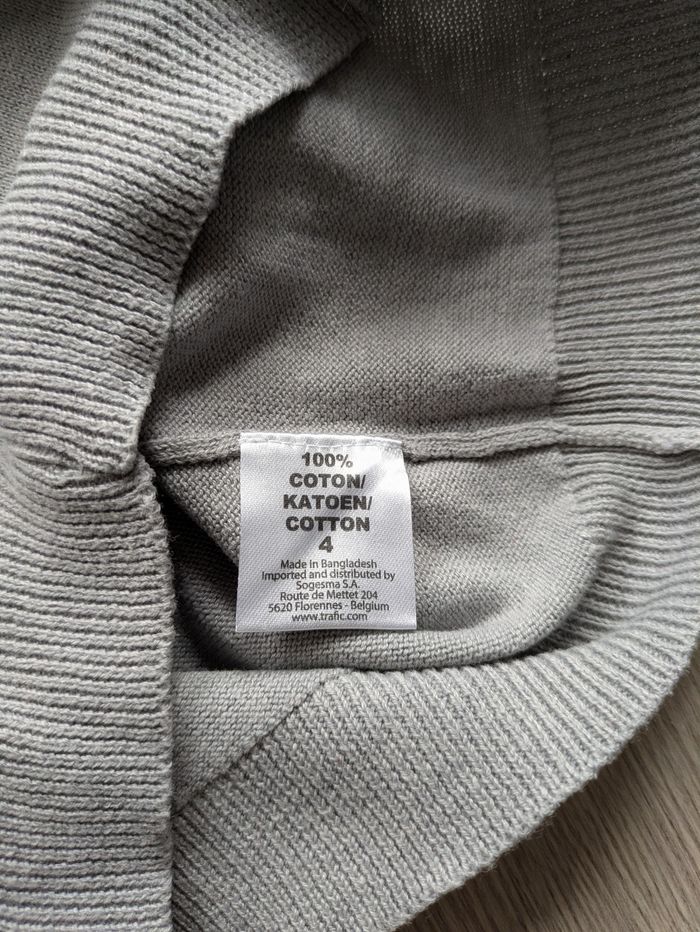 100%
COTON/
KATOEN/
COTTON
4
Made in Bangladesh
Imported and distributed by
Sogesma S.A.
Route de Mettet 204
5620 Florennes - Belgium
www.trafic.com